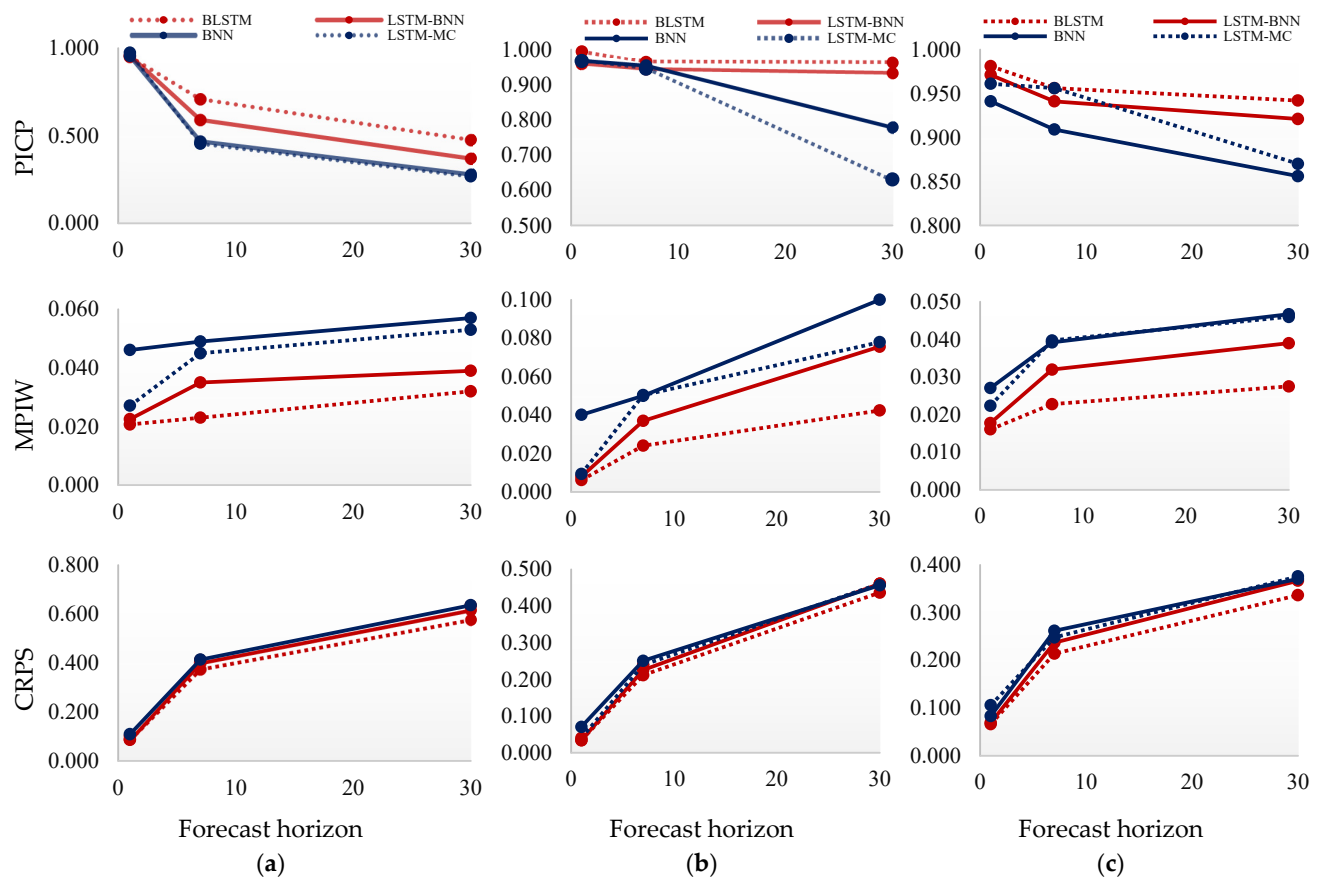 BLSTM LSTM-BNN
BNN LSTM-MC
1.000
0.500
0.000
0 10 20 30
PICP
BLSTM LSTM-BNN
BNN LSTM-MC
1.000
0.900
0.800
0.700
0.600
0.500
0 10 20 30
BLSTM LSTM-BNN
BNN LSTM-MC
1.000
0.950
0.900
0.850
0.800
0 10 20 30
0.060
0.040
0.020
0.000
0 10 20 30
MPIW
0.100
0.080
0.060
0.040
0.020
0.000
0 10 20 30
0.050
0.040
0.030
0.020
0.010
0.000
0 10 20 30
0.800
0.600
0.400
0.200
0.000
0 10 20 30
CRPS
0.500
0.400
0.300
0.200
0.100
0.000
0 10 20 30
0.400
0.300
0.200
0.100
0.000
0 10 20 30
Forecast horizon Forecast horizon Forecast horizon
(a) (b) (c)